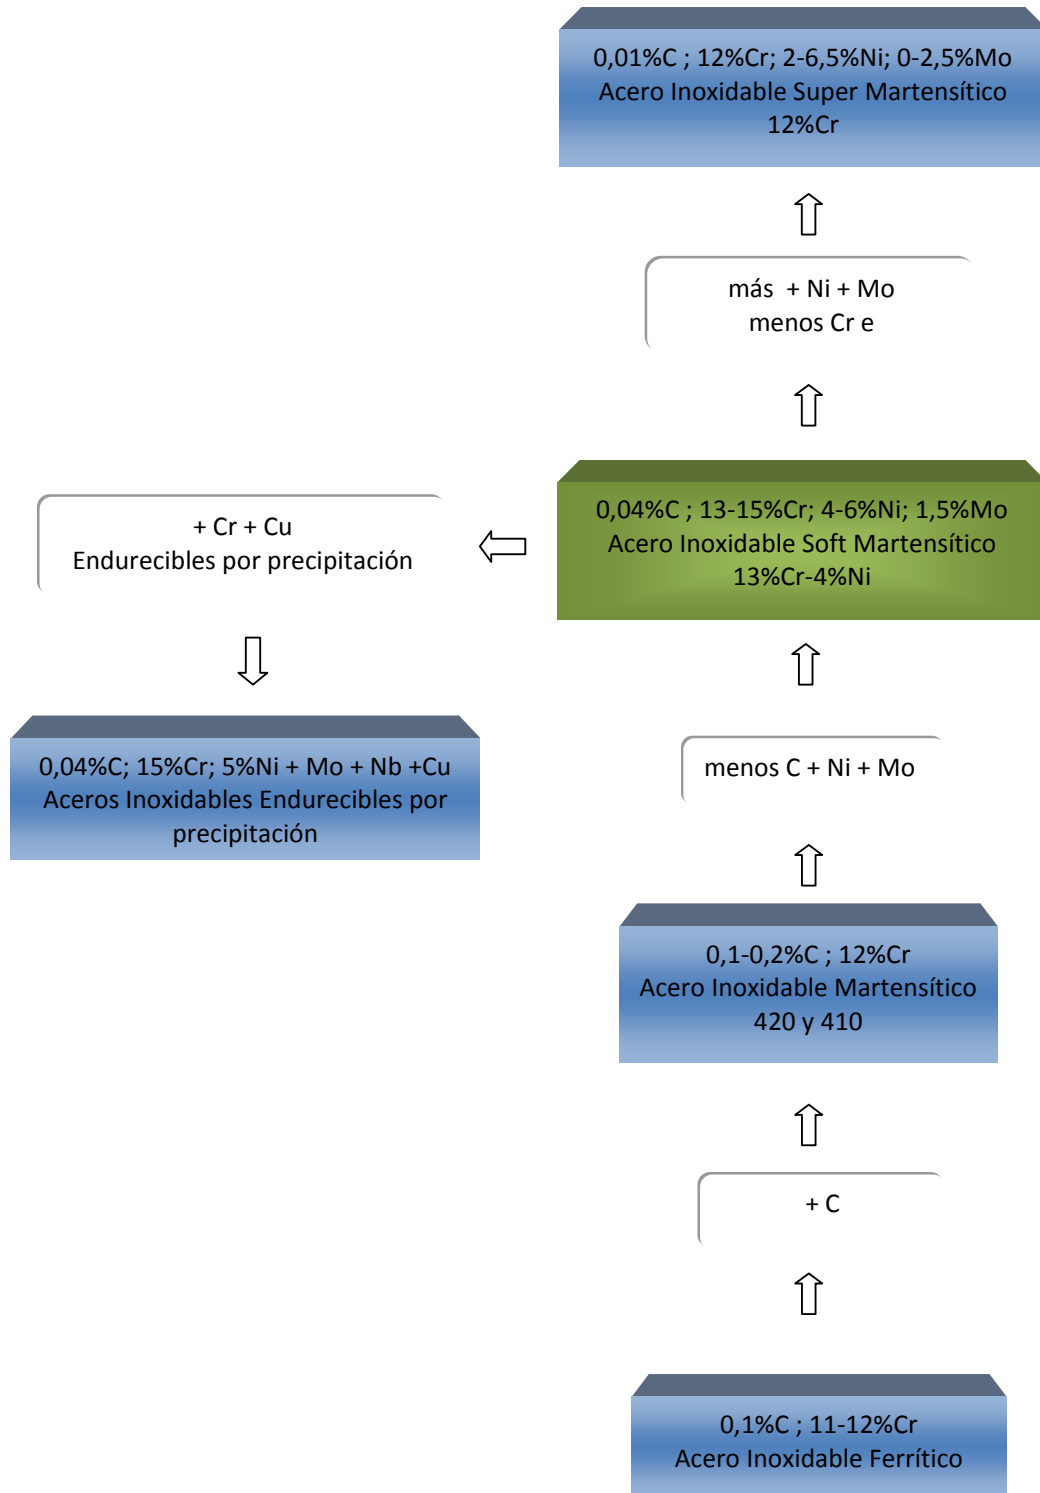 0,01%C ; 12%Cr; 2-6,5%Ni; 0-2,5%Mo
Acero Inoxidable Super Martensítico
12%Cr
más  + Ni + Mo
menos Cr e
0,04%C ; 13-15%Cr; 4-6%Ni; 1,5%Mo
Acero Inoxidable Soft Martensítico
13%Cr-4%Ni
+ Cr + Cu
Endurecibles por precipitación
0,04%C; 15%Cr; 5%Ni + Mo + Nb +Cu
Aceros Inoxidables Endurecibles por
precipitación
menos C + Ni + Mo
0,1-0,2%C ; 12%Cr
Acero Inoxidable Martensítico
420 y 410
+ C
0,1%C ; 11-12%Cr
Acero Inoxidable Ferrítico